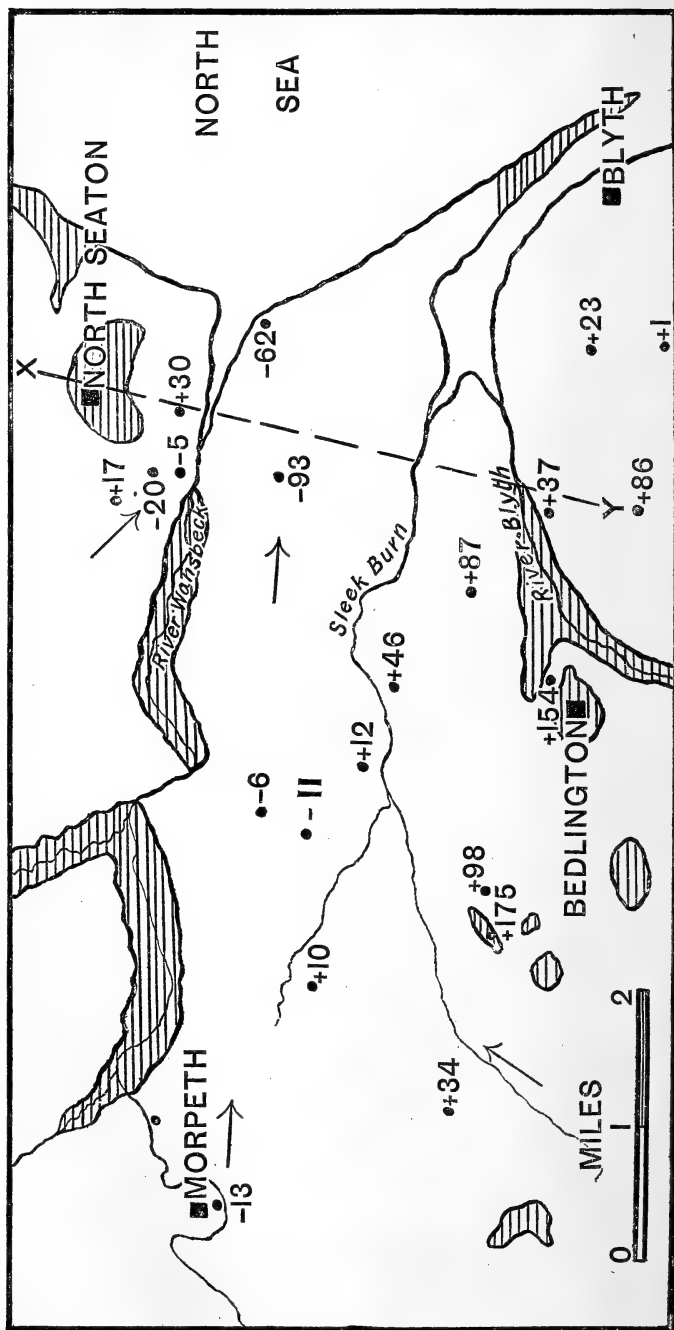 NORTH
SEA
X
NORTH SEATON
+17
-20
-5
+30
River Wansbeck
-62
-93
MORPETH
-13
-6
-11
+10
+12
Sleek Burn
+46
+87
River Blyth
+37
Y
+86
+23
+1
BLYTH
+154
BEDLINGTON
+98
+175
+34
MILES
0 1 2